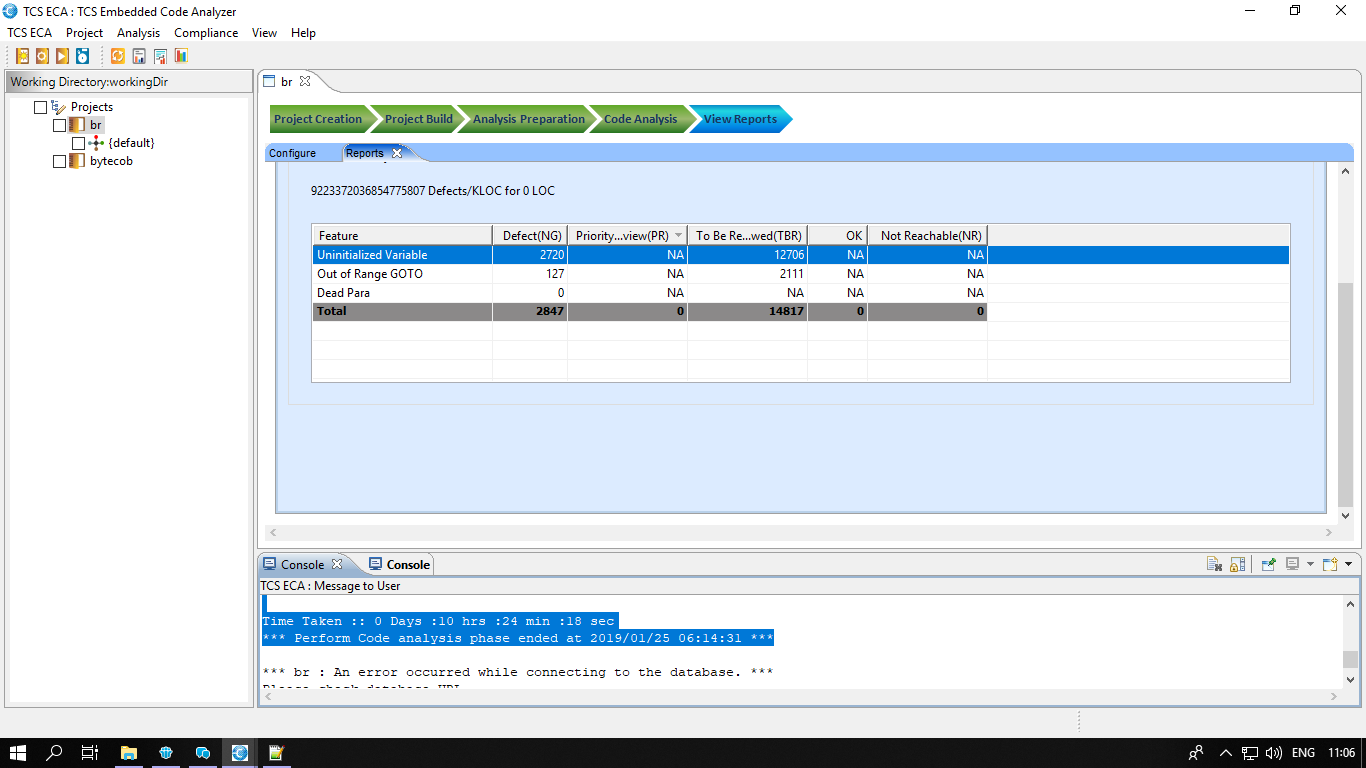 TCS ECA : TCS Embedded Code Analyzer
TCS ECA Project Analysis Compliance View Help
Working Directory:workingDir
Projects
br
{default}
bytecob
br
Project Creation Project Build Analysis Preparation Code Analysis View Reports
Configure Reports
9223372036854775807 Defects/KLOC for 0 LOC
Feature Defect(NG) Priority...view(PR) To Be Re...wed(TBR) OK Not Reachable(NR)
Uninitialized Variable 2720 NA 12706 NA NA
Out of Range GOTO 127 NA 2111 NA NA
Dead Para 0 NA NA NA NA
Total 2847 0 14817 0 0
Console Console
TCS ECA : Message to User
Time Taken :: 0 Days :10 hrs :24 min :18 sec
*** Perform Code analysis phase ended at 2019/01/25 06:14:31 ***
*** br : An error occurred while connecting to the database. ***
Please check database URL
ENG 11:06